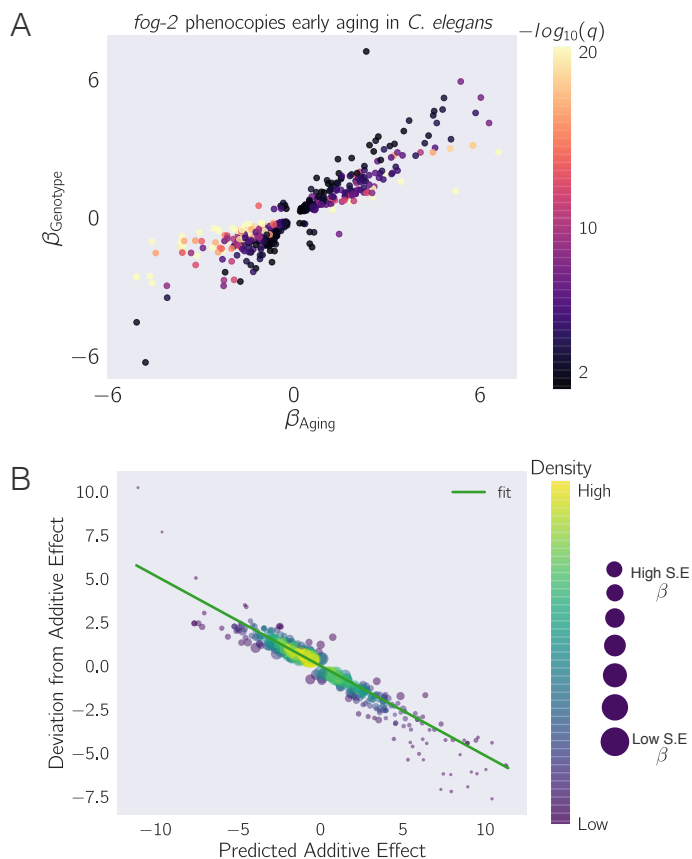 A
fog-2 phenocopies early aging in C. elegans
−log10(q)
20
10
2
6
0
−6
βGenotype
−6
0
6
βAging
B
Density
High
Low
fit
10.0
7.5
5.0
2.5
0.0
−2.5
−5.0
−7.5
Deviation from Additive Effect
−10
−5
0
5
10
Predicted Additive Effect
High S.E
β
Low S.E
β